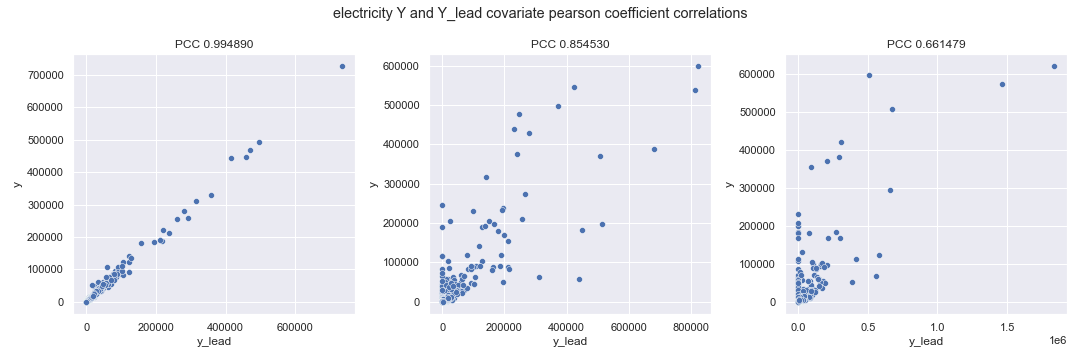 electricity Y and Y_lead covariate pearson coefficient correlations
PCC 0.994890
700000
600000
500000
400000
300000
200000
100000
0
y
0 200000 400000 600000
y_lead
PCC 0.854530
600000
500000
400000
300000
200000
100000
0
y
0 200000 400000 600000 800000
y_lead
PCC 0.661479
600000
500000
400000
300000
200000
100000
0
y
0.0 0.5 1.0 1.5
1e6
y_lead